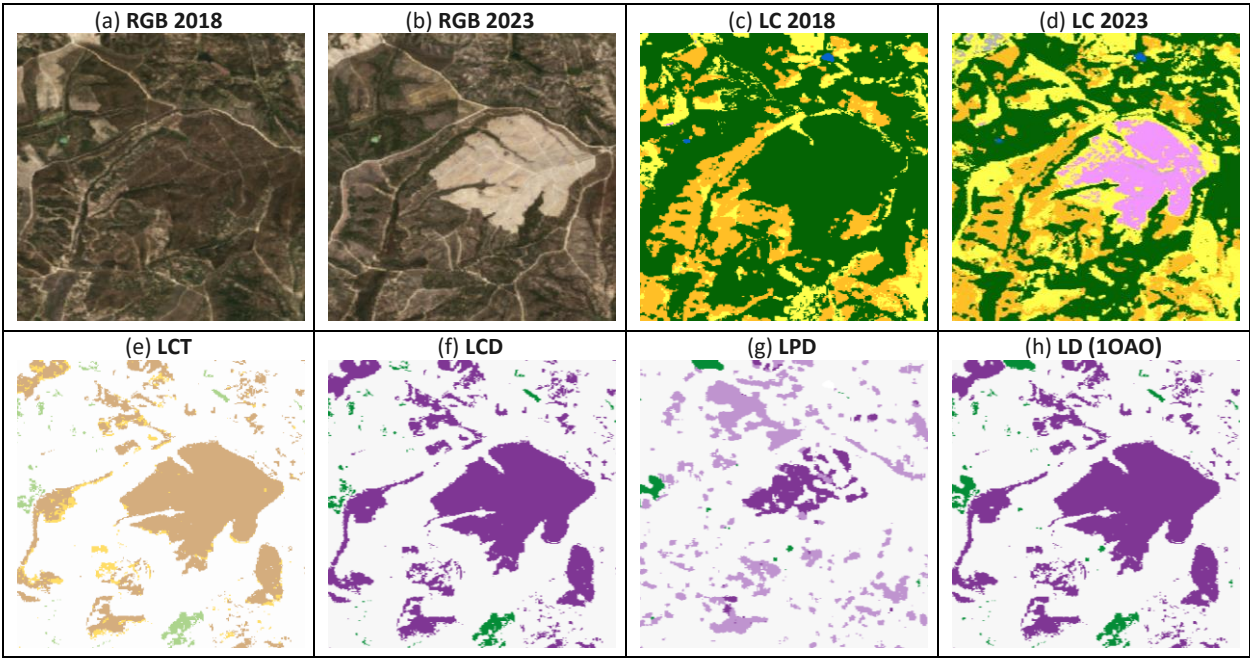 (a) RGB 2018
(b) RGB 2023
(c) LC 2018
(d) LC 2023
(e) LCT
(f) LCD
(g) LPD
(h) LD (1OAO)